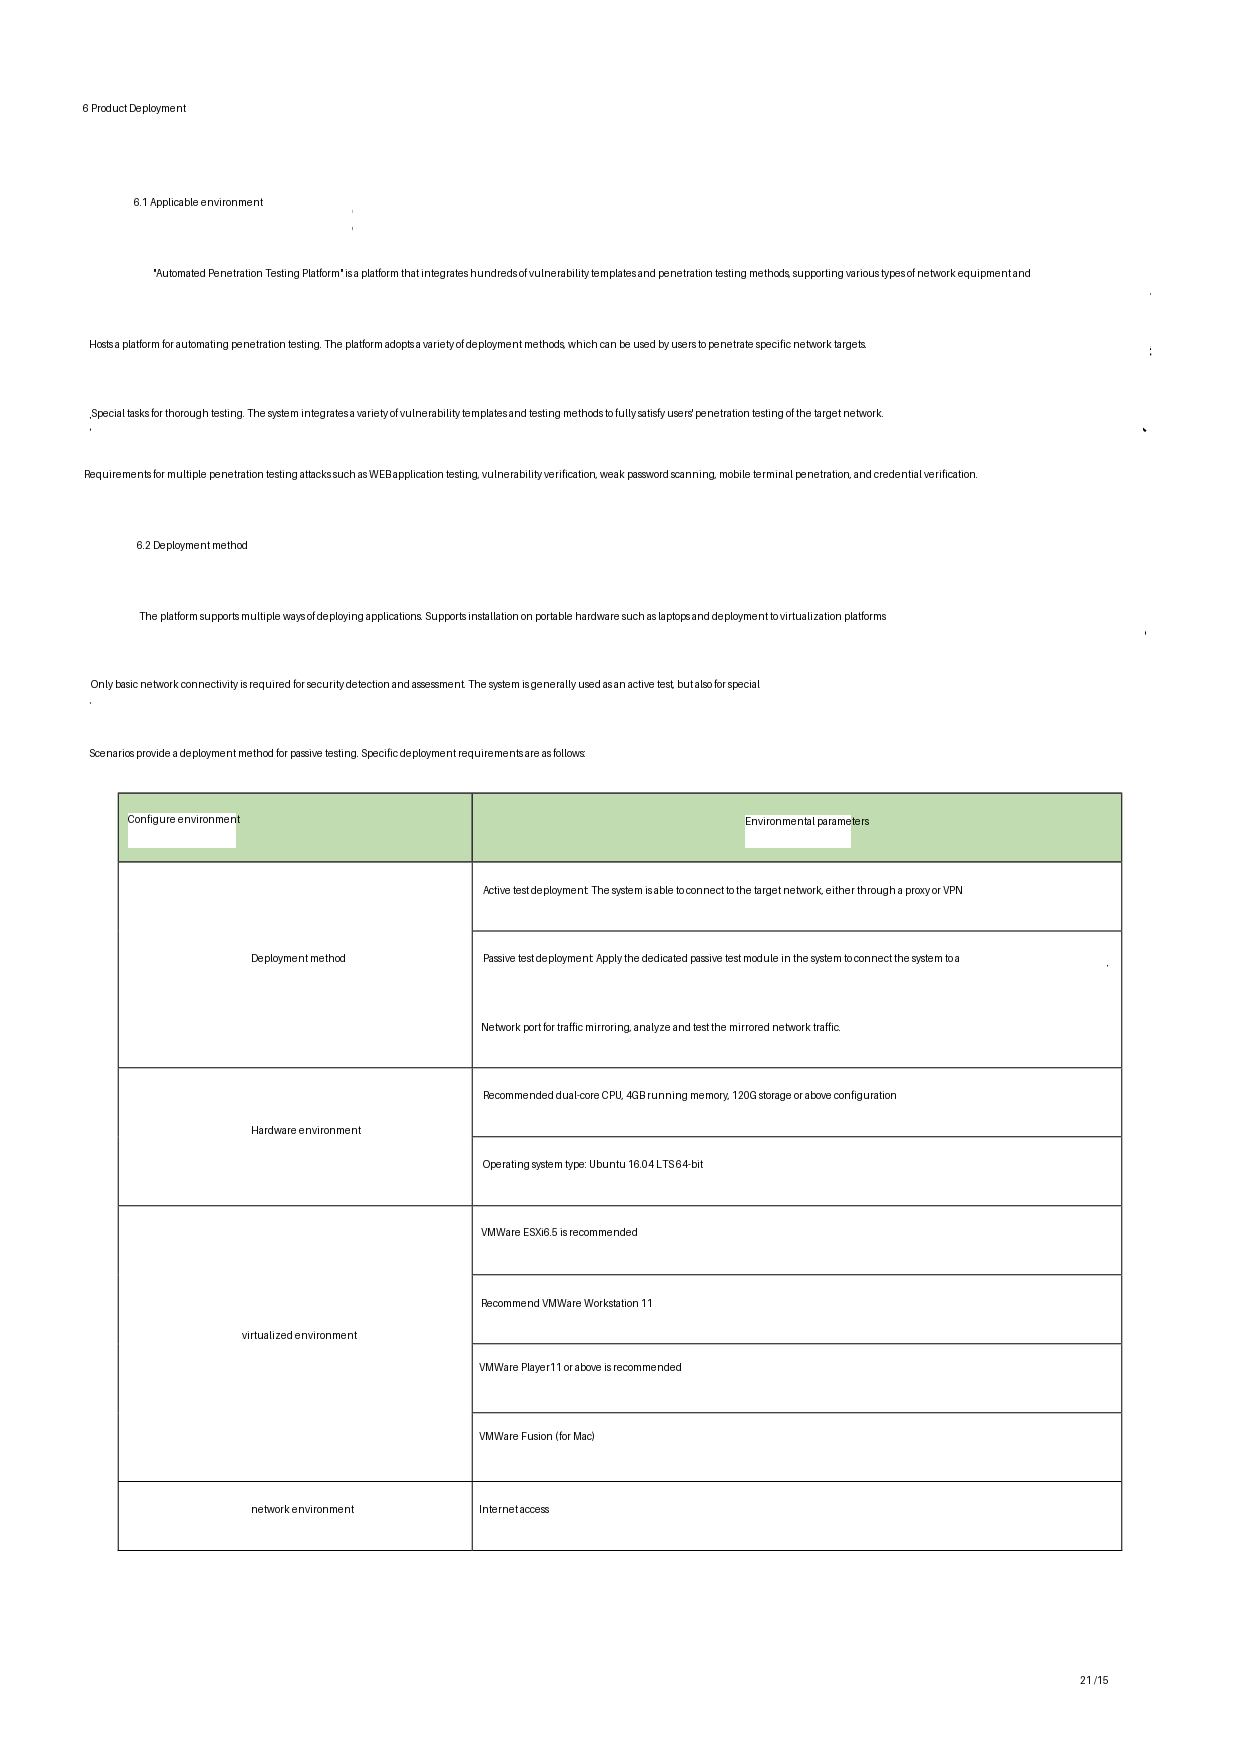 6 Product Deployment
6.1 Applicable environment
"Automated Penetration Testing Platform" is a platform that integrates hundreds of vulnerability templates and penetration testing methods, supporting various types of network equipment and
Hosts a platform for automating penetration testing. The platform adopts a variety of deployment methods, which can be used by users to penetrate specific network targets.
Special tasks for thorough testing. The system integrates a variety of vulnerability templates and testing methods to fully satisfy users' penetration testing of the target network.
Requirements for multiple penetration testing attacks such as WEB application testing, vulnerability verification, weak password scanning, mobile terminal penetration, and credential verification.
6.2 Deployment method
The platform supports multiple ways of deploying applications. Supports installation on portable hardware such as laptops and deployment to virtualization platforms
Only basic network connectivity is required for security detection and assessment. The system is generally used as an active test, but also for special
Scenarios provide a deployment method for passive testing. Specific deployment requirements are as follows:
Configure environment
Environmental parameters
Deployment method
Active test deployment: The system is able to connect to the target network, either through a proxy or VPN
Passive test deployment: Apply the dedicated passive test module in the system to connect the system to a
Network port for traffic mirroring, analyze and test the mirrored network traffic.
Hardware environment
Recommended dual-core CPU, 4GB running memory, 120G storage or above configuration
Operating system type: Ubuntu 16.04 LTS 64-bit
virtualized environment
VMWare ESXi6.5 is recommended
Recommend VMWare Workstation 11
VMWare Player11 or above is recommended
VMWare Fusion (for Mac)
network environment
Internet access
21 /15